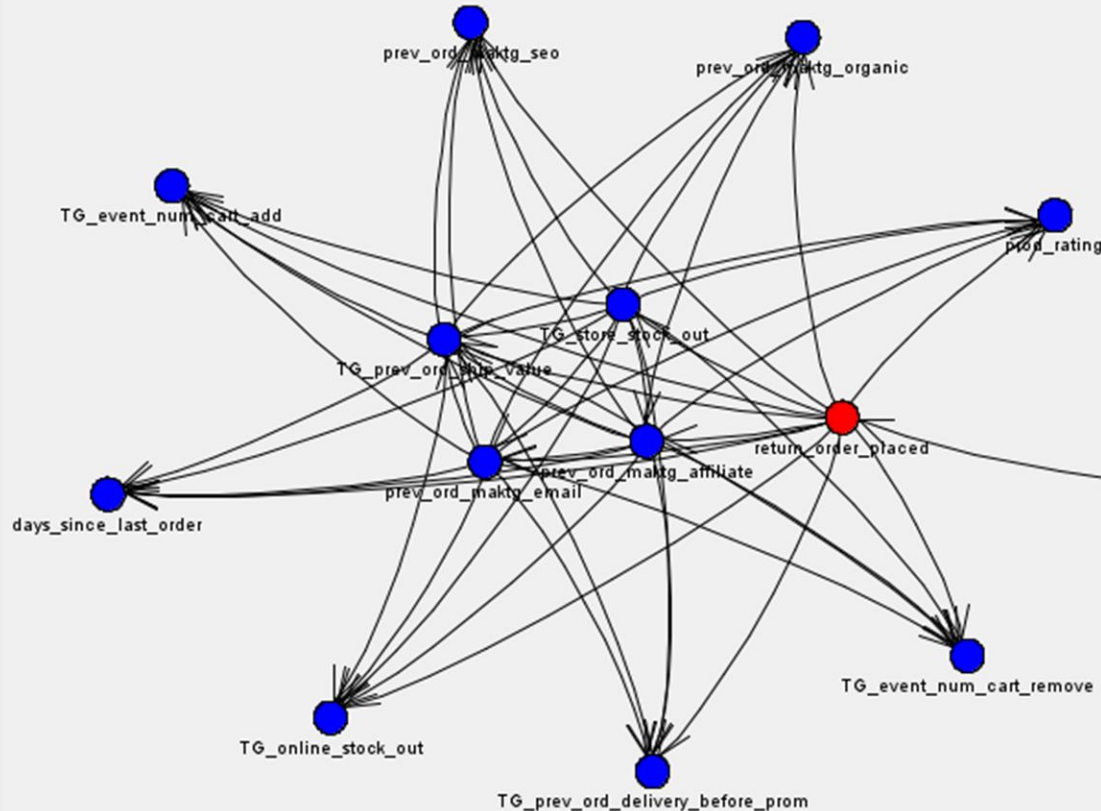 prev_ord_maktg_seo
prev_ord_maktg_organic
TG_event_num_cart_add
prod_rating
TG_store_stock_out
TG_prev_ord_ship_value
return_order_placed
prev_ord_maktg_affiliate
prev_ord_maktg_email
days_since_last_order
TG_event_num_cart_remove
TG_online_stock_out
TG_prev_ord_delivery_before_prom